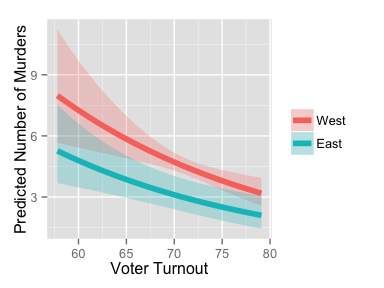 Predicted Number of Murders
9
6
3
60 65 70 75 80
Voter Turnout
West
East